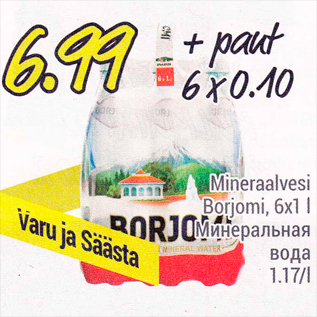 6.99
+ pant
6 x 0.10
6x1l
BORJOMI
MINERAL WATER
Varu ja Säästa
Mineraalvesi
Borjomi, 6x1 l
Минеральная
вода
1.17/l